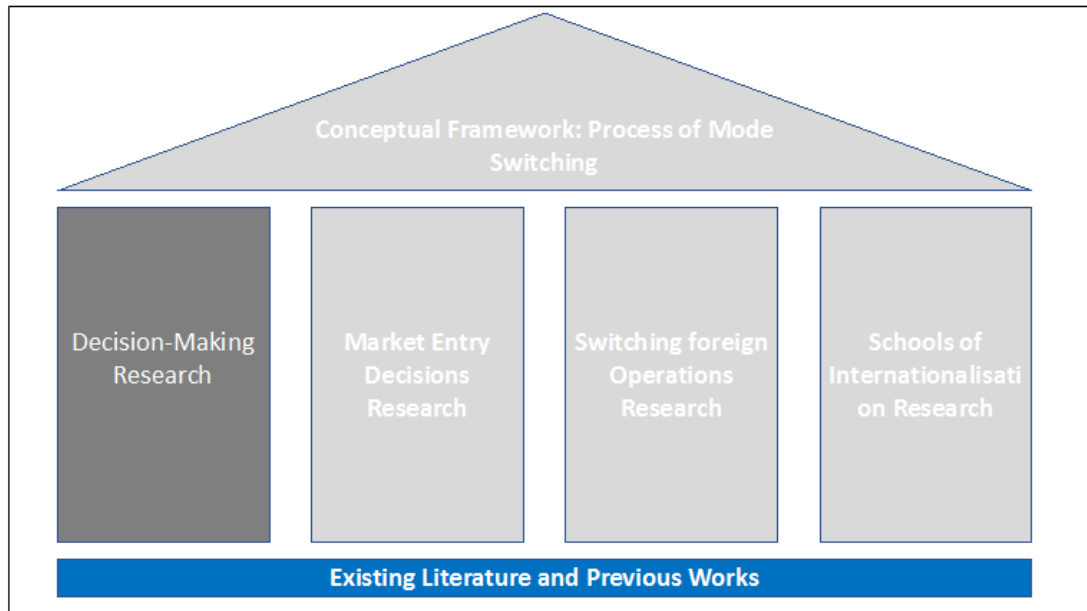 Conceptual Framework: Process of Mode
Switching
Decision-Making
Research
Market Entry
Decisions
Research
Switching foreign
Operations
Research
Schools of
Internationalisati
on Research
Existing Literature and Previous Works